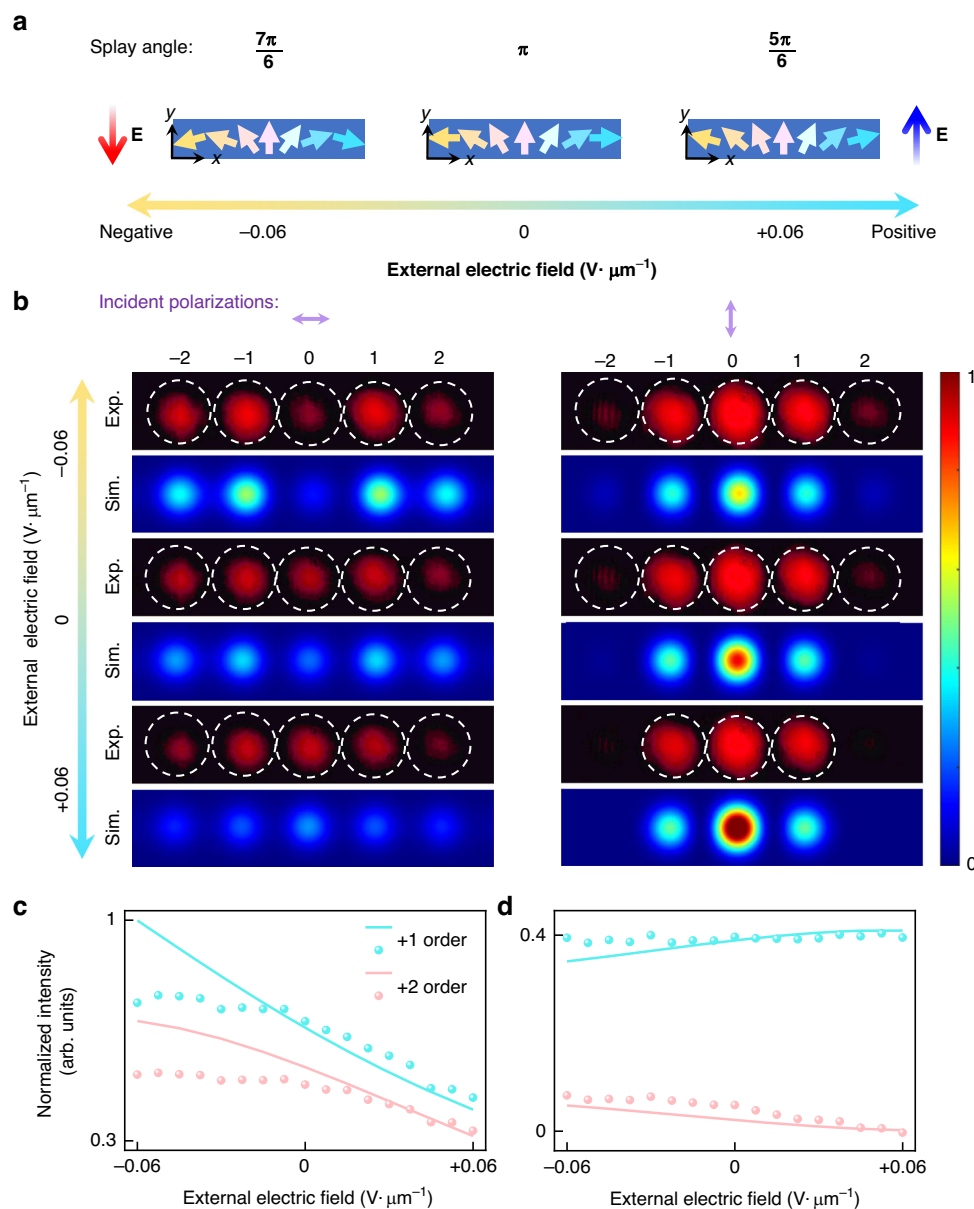 a
Splay angle:
7π/6
π
5π/6
E
y
x
y
x
y
x
E
Negative
−0.06
0
+0.06
Positive
External electric field (V· μm⁻¹)
b
Incident polarizations:
−2 −1 0 1 2
−2 −1 0 1 2
External electric field (V· μm⁻¹)
−0.06
0
+0.06
Exp.
Sim.
Exp.
Sim.
Exp.
Sim.
1
0
c
Normalized intensity
(arb. units)
1
0.3
+1 order
+2 order
−0.06 0 +0.06
External electric field (V· μm⁻¹)
d
0.4
0
−0.06 0 +0.06
External electric field (V· μm⁻¹)